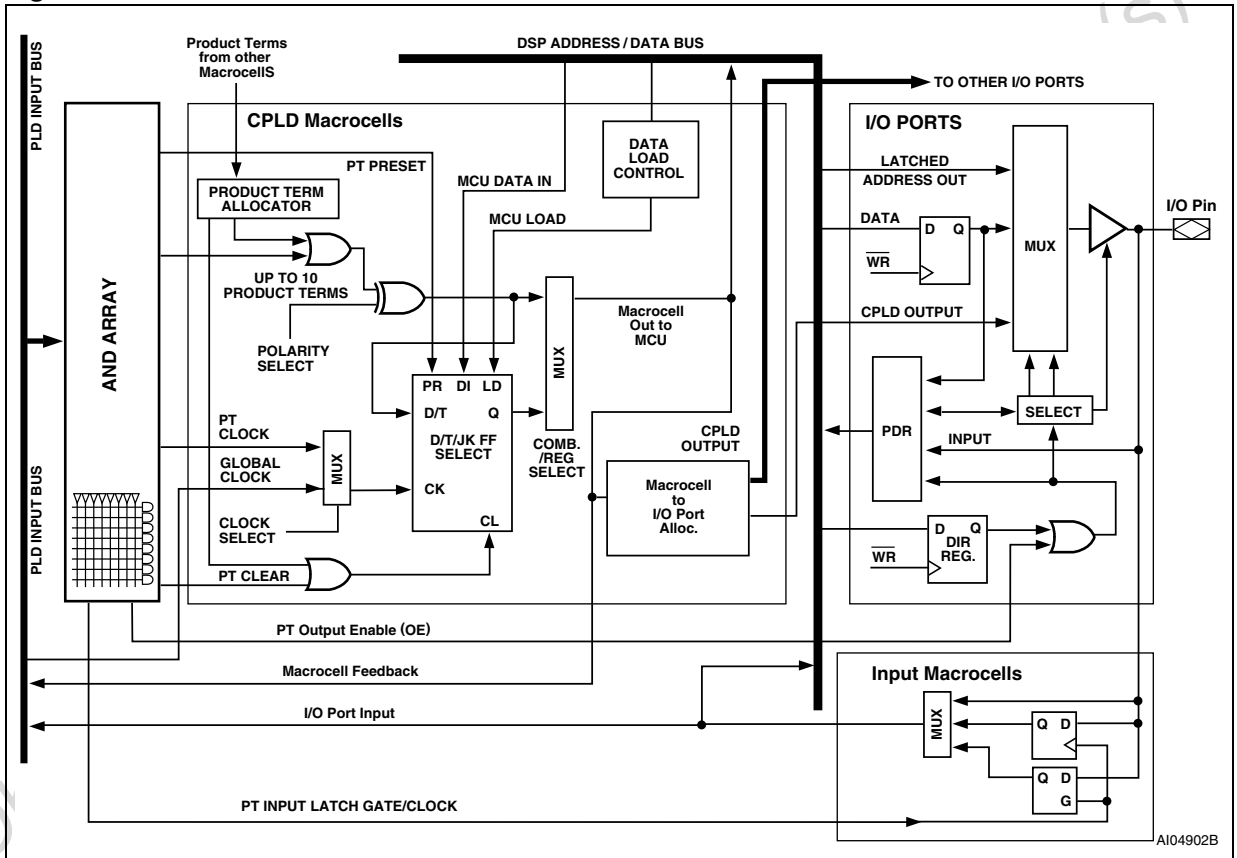 Product Terms
from other
MacrocellS
DSP ADDRESS / DATA BUS
PLD INPUT BUS
TO OTHER I/O PORTS
CPLD Macrocells
I/O PORTS
DATA
LOAD
CONTROL
PT PRESET
LATCHED
ADDRESS OUT
MCU DATA IN
PRODUCT TERM
ALLOCATOR
I/O Pin
MCU LOAD
DATA
D Q
MUX
WR
UP TO 10
PRODUCT TERMS
Macrocell
Out to
MCU
CPLD OUTPUT
AND ARRAY
POLARITY
SELECT
MUX
PR DI LD
D/T Q
SELECT
PT
CLOCK
D/T/JK FF
SELECT
COMB.
/REG
SELECT
CPLD
OUTPUT
PDR
INPUT
GLOBAL
CLOCK
MUX
CK
Macrocell
to
I/O Port
Alloc.
PLD INPUT BUS
CLOCK
SELECT
CL
D Q
DIR
REG.
WR
PT CLEAR
PT Output Enable (OE)
Macrocell Feedback
Input Macrocells
I/O Port Input
MUX
Q D
Q D
G
PT INPUT LATCH GATE/CLOCK
AI04902B